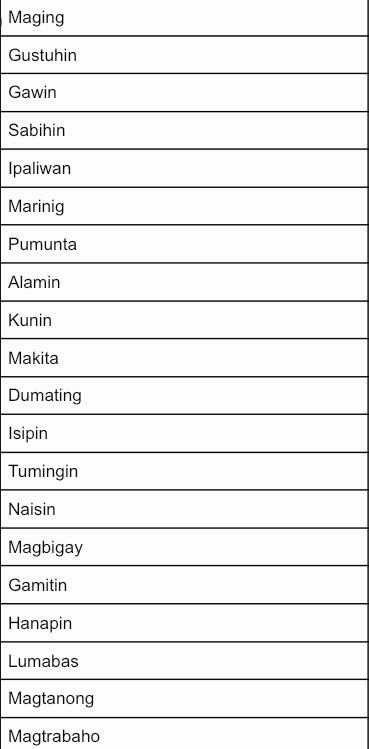 Maging
Gustuhin
Gawin
Sabihin
Ipaliwan
Marinig
Pumunta
Alamin
Kunin
Makita
Dumating
Isipin
Tumingin
Naisin
Magbigay
Gamitin
Hanapin
Lumabas
Magtanong
Magtrabaho